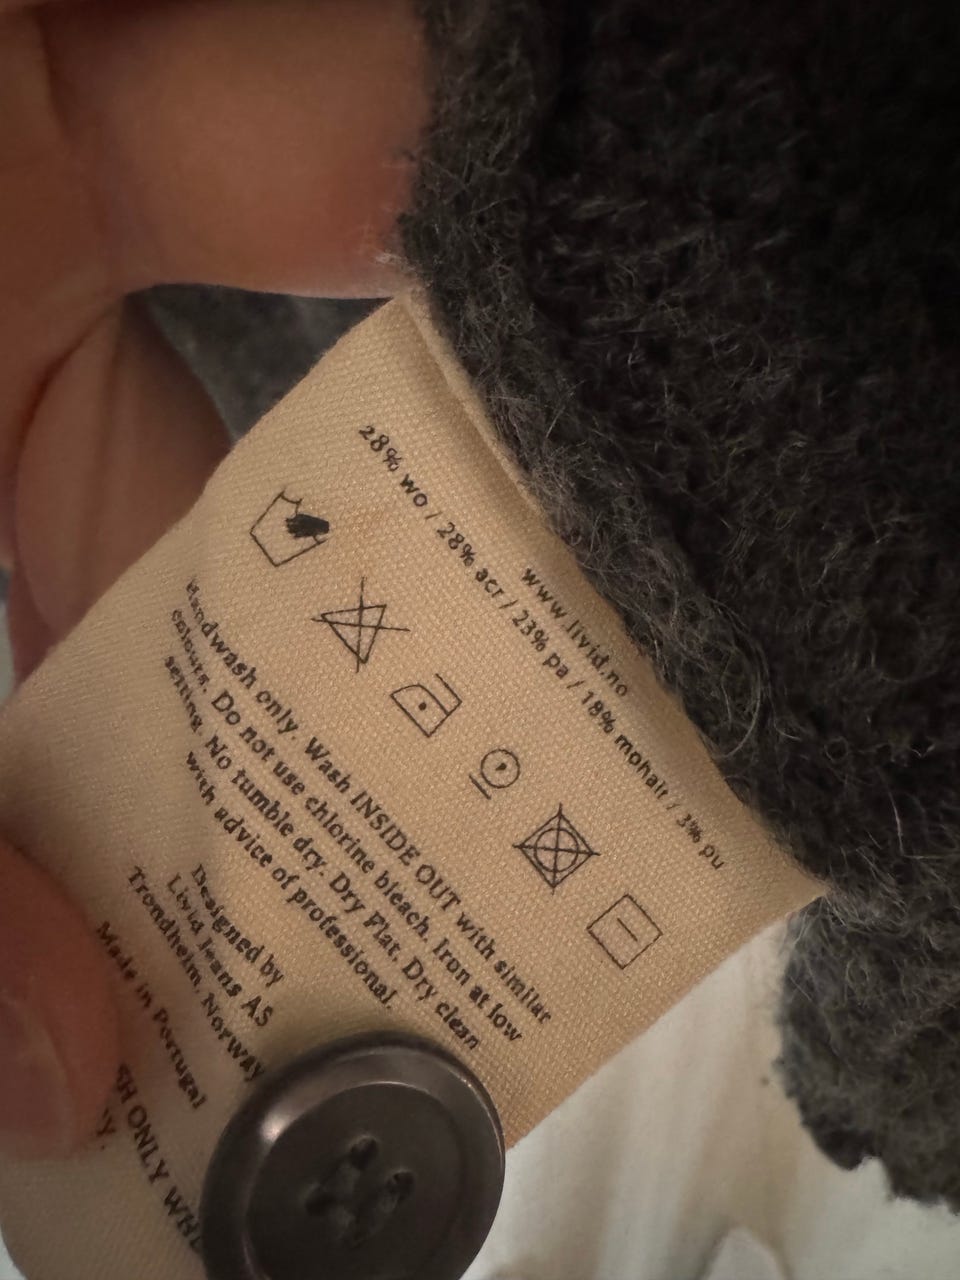 www.livid.no
28% wo / 28% acr / 23% pa / 18% mohair / 3% pu
Handwash only. Wash INSIDE OUT with similar
colours. Do not use chlorine bleach. Iron at low
setting. No tumble dry. Dry Flat. Dry clean
with advice of professional.
Designed by
Livid Jeans AS
Trondheim, Norway
Made in Portugal
ONLY